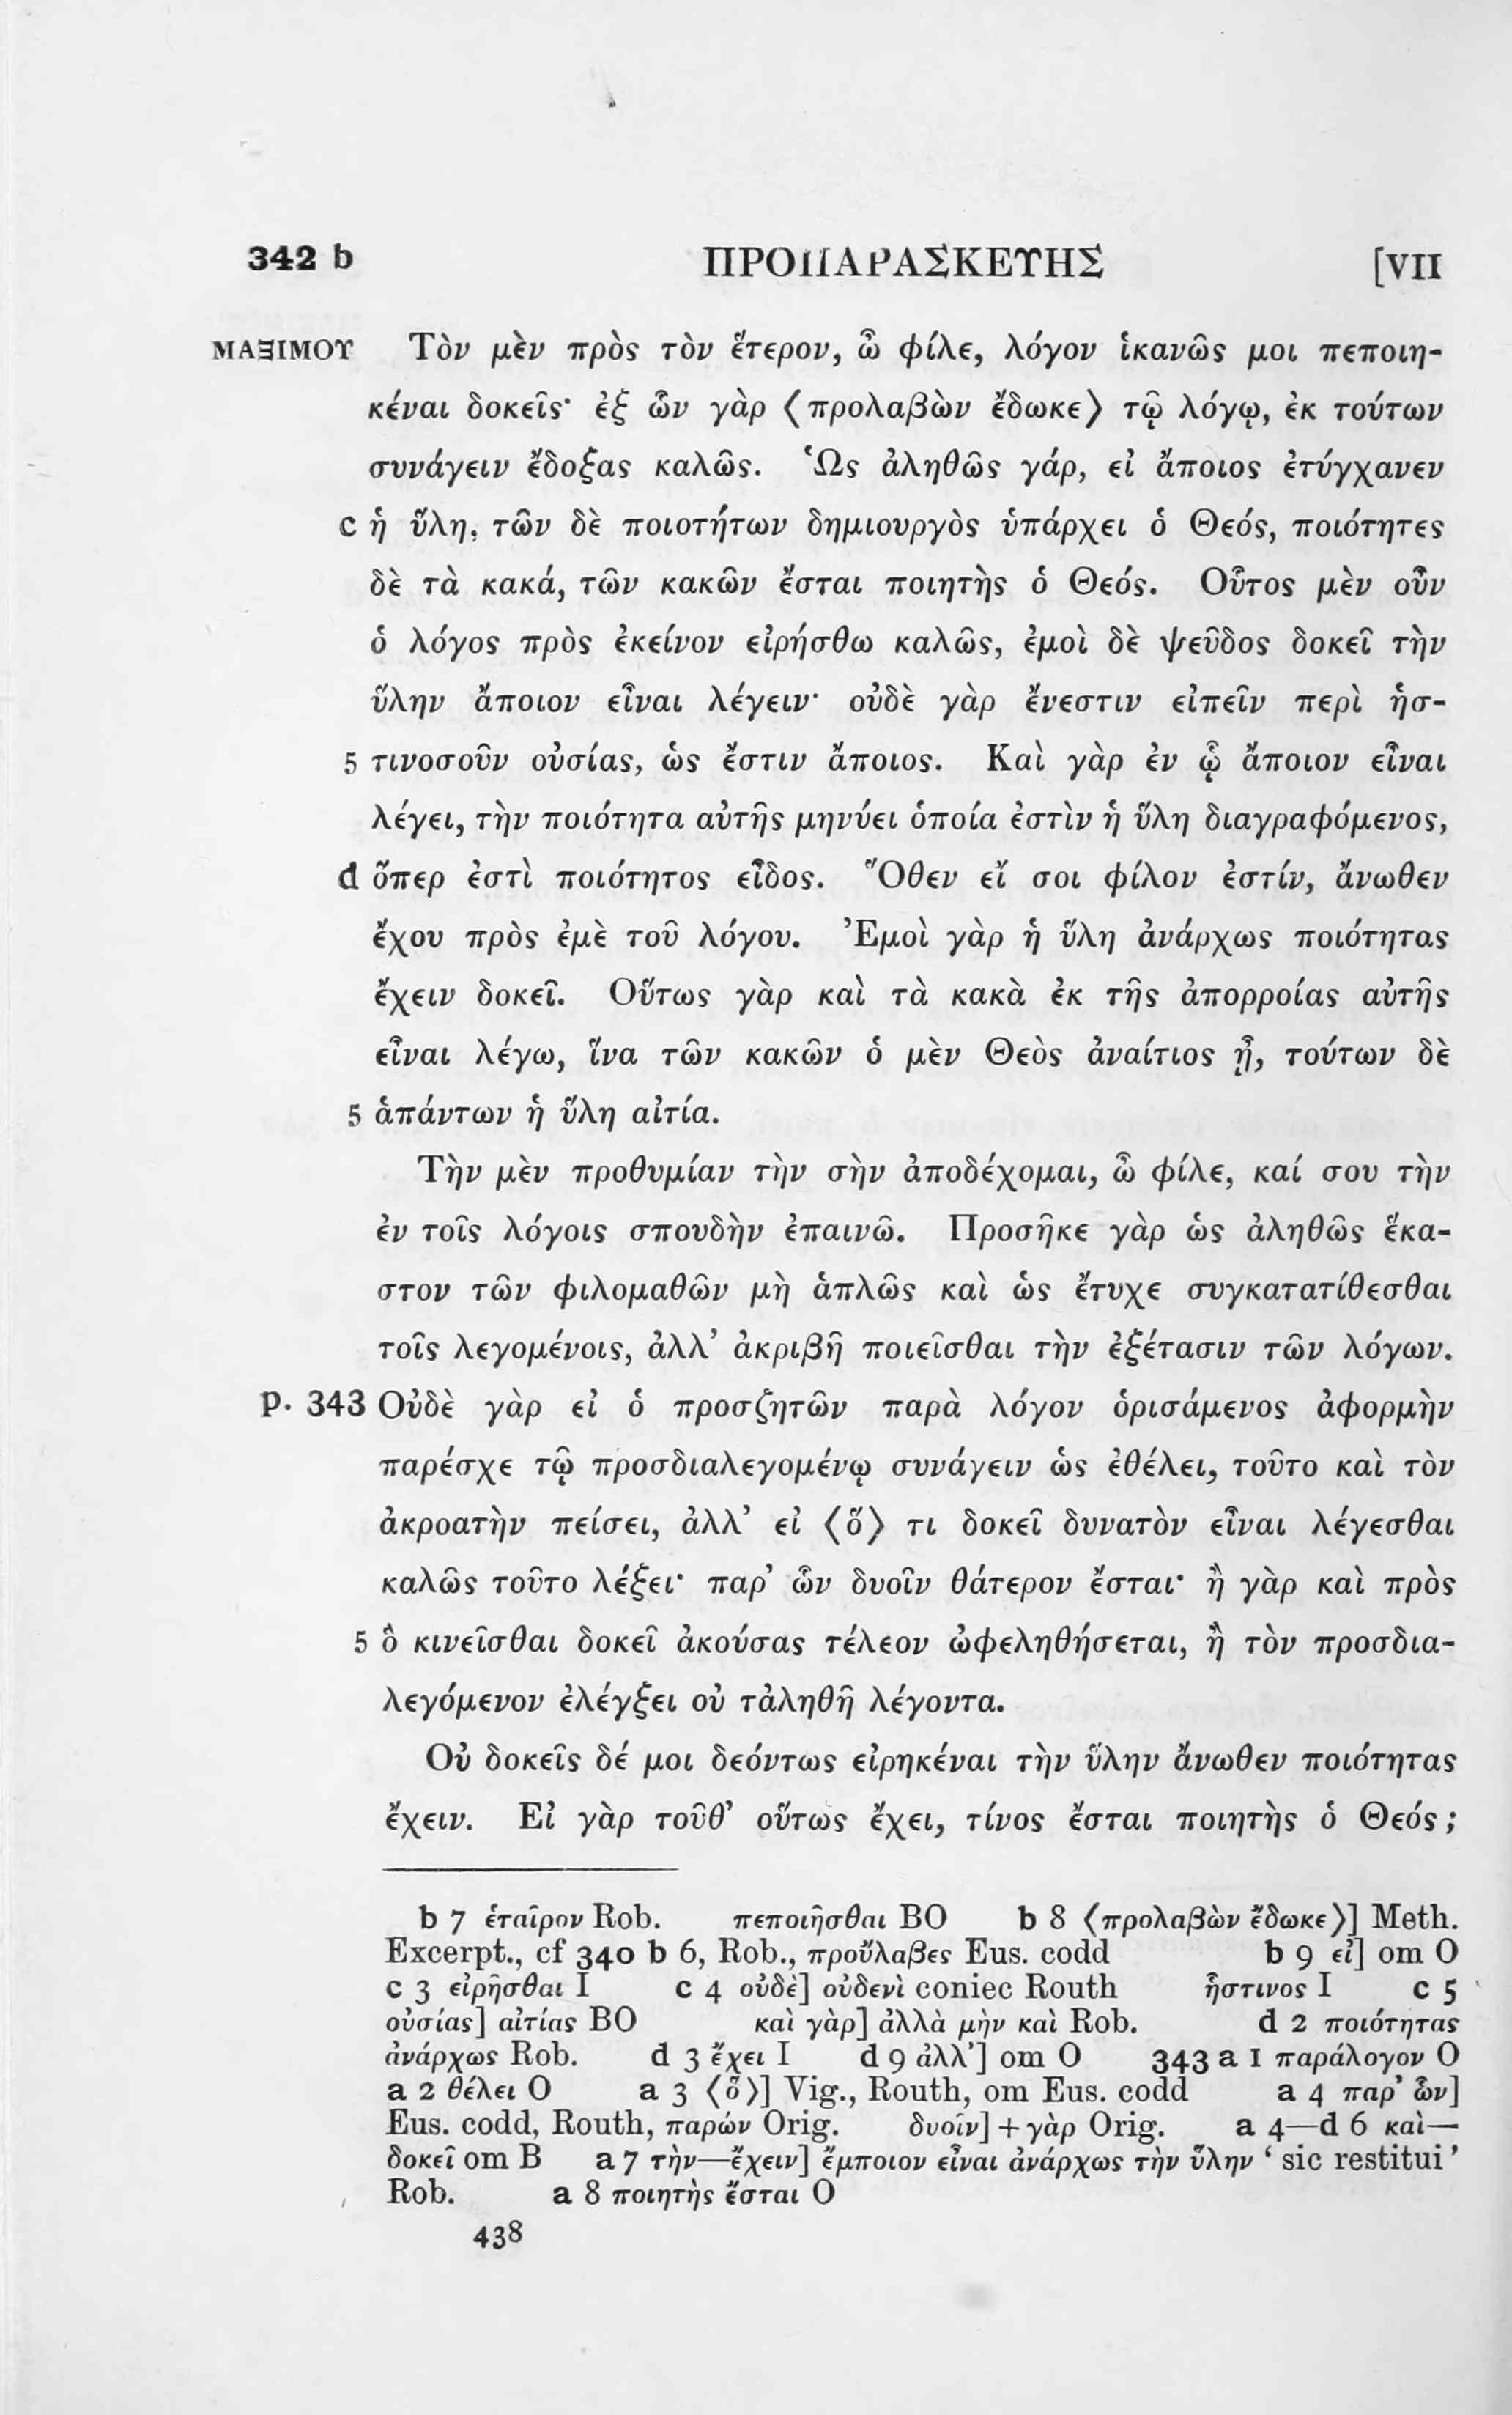 342 b ΠΡΟΠΑΡΑΣΚΕΥΗΣ [VII
ΜΑΞΙΜΟΥ Τὸν μὲν πρὸς τὸν ἕτερον, ὦ φίλε, λόγον ἱκανῶς μοι πεποιη-
κέναι δοκεῖς· ἐξ ὧν γὰρ ⟨προλαβὼν ἔδωκε⟩ τῷ λόγῳ, ἐκ τούτων
συνάγειν ἔδοξας καλῶς. Ὡς ἀληθῶς γάρ, εἰ ἄποιος ἐτύγχανεν
c ἡ ὕλη, τῶν δὲ ποιοτήτων δημιουργὸς ὑπάρχει ὁ Θεός, ποιότητες
δὲ τὰ κακά, τῶν κακῶν ἔσται ποιητὴς ὁ Θεός. Οὗτος μὲν οὖν
ὁ λόγος πρὸς ἐκείνον εἰρήσθω καλῶς, ἐμοὶ δὲ ψεῦδος δοκεῖ τὴν
ὕλην ἄποιον εἶναι λέγειν· οὐδὲ γὰρ ἔνεστιν εἰπεῖν περὶ ἡσ-
5 τινοσοῦν οὐσίας, ὡς ἔστιν ἄποιος. Καὶ γὰρ ἐν ᾧ ἄποιον εἶναι
λέγει, τὴν ποιότητα αὐτῆς μηνύει ὁποία ἐστὶν ἡ ὕλη διαγραφόμενος,
d ὅπερ ἐστὶ ποιότητος εἶδος. Ὅθεν εἴ σοι φίλον ἐστίν, ἄνωθεν
ἔχου πρὸς ἐμὲ τοῦ λόγου. Ἐμοὶ γὰρ ἡ ὕλη ἀνάρχως ποιότητας
ἔχειν δοκεῖ. Οὕτως γὰρ καὶ τὰ κακὰ ἐκ τῆς ἀπορροίας αὐτῆς
εἶναι λέγω, ἵνα τῶν κακῶν ὁ μὲν Θεὸς ἀναίτιος ᾖ, τούτων δὲ
5 ἁπάντων ἡ ὕλη αἰτία.
Τὴν μὲν προθυμίαν τὴν σὴν ἀποδέχομαι, ὦ φίλε, καί σου τὴν
ἐν τοῖς λόγοις σπουδὴν ἐπαινῶ. Προσῆκε γὰρ ὡς ἀληθῶς ἕκα-
στον τῶν φιλομαθῶν μὴ ἁπλῶς καὶ ὡς ἔτυχε συγκατατίθεσθαι
τοῖς λεγομένοις, ἀλλ’ ἀκριβῆ ποιεῖσθαι τὴν ἐξέτασιν τῶν λόγων.
p. 343 Οὐδὲ γὰρ εἰ ὁ προσζητῶν παρὰ λόγον ὁρισάμενος ἀφορμὴν
παρέσχε τῷ προσδιαλεγομένῳ συνάγειν ὡς ἐθέλει, τοῦτο καὶ τὸν
ἀκροατὴν πείσει, ἀλλ’ εἰ ⟨ὅ⟩ τι δοκεῖ δυνατὸν εἶναι λέγεσθαι
καλῶς τοῦτο λέξει· παρ’ ὧν δυοῖν θάτερον ἔσται· ἢ γὰρ καὶ πρὸς
5 ὃ κινεῖσθαι δοκεῖ ἀκούσας τέλεον ὠφεληθήσεται, ἢ τὸν προσδια-
λεγόμενον ἐλέγξει οὐ τἀληθῆ λέγοντα.
Οὐ δοκεῖς δέ μοι δεόντως εἰρηκέναι τὴν ὕλην ἄνωθεν ποιότητας
ἔχειν. Εἰ γὰρ τοῦθ’ οὕτως ἔχει, τίνος ἔσται ποιητὴς ὁ Θεός;
b 7 ἑταῖρον Rob. πεποιῆσθαι BO b 8 ⟨προλαβὼν ἔδωκε⟩] Meth.
Excerpt., cf 340 b 6, Rob., προὔλαβες Eus. codd b 9 εἰ] om O
c 3 εἰρῆσθαι I c 4 οὐδὲ] οὐδενὶ coniec Routh ἧστινος I c 5
οὐσίας] αἰτίας BO καὶ γὰρ] ἀλλὰ μὴν καὶ Rob. d 2 ποιότητας
ἀνάρχως Rob. d 3 ἔχει I d 9 ἀλλ’] om O 343 a 1 παράλογον O
a 2 θέλει O a 3 ⟨ὅ⟩] Vig., Routh, om Eus. codd a 4 παρ’ ὧν]
Eus. codd, Routh, παρών Orig. δυοῖν] + γὰρ Orig. a 4—d 6 καὶ—
δοκεῖ om B a 7 τὴν—ἔχειν] ἔμποιον εἶναι ἀνάρχως τὴν ὕλην ‘ sic restitui ’
Rob. a 8 ποιητὴς ἔσται O
438